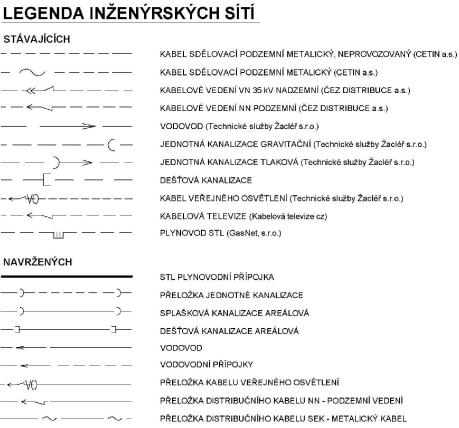 LEGENDA INŽENÝRSKÝCH SÍTÍ
STÁVAJÍCÍCH
KABEL SDĚLOVACÍ PODZEMNÍ METALICKÝ, NEPROVOZOVANÝ (CETIN a.s.)
KABEL SDĚLOVACÍ PODZEMNÍ METALICKÝ (CETIN a.s.)
KABELOVÉ VEDENÍ VN 35 kV NADZEMNÍ (ČEZ DISTRIBUCE a.s.)
KABELOVÉ VEDENÍ NN PODZEMNÍ (ČEZ DISTRIBUCE a.s.)
VODOVOD (Technické služby Žacléř s.r.o.)
JEDNOTNÁ KANALIZACE GRAVITAČNÍ (Technické služby Žacléř s.r.o.)
JEDNOTNÁ KANALIZACE TLAKOVÁ (Technické služby Žacléř s.r.o.)
DEŠŤOVÁ KANALIZACE
VO KABEL VEŘEJNÉHO OSVĚTLENÍ (Technické služby Žacléř s.r.o.)
KABELOVÁ TELEVIZE (Kabelová televize cz)
PLYNOVOD STL (GasNet, s.r.o.)
NAVRŽENÝCH
STL PLYNOVODNÍ PŘÍPOJKA
PŘELOŽKA JEDNOTNÉ KANALIZACE
SPLAŠKOVÁ KANALIZACE AREÁLOVÁ
DEŠŤOVÁ KANALIZACE AREÁLOVÁ
VODOVOD
VODOVODNÍ PŘÍPOJKY
VO PŘELOŽKA KABELU VEŘEJNÉHO OSVĚTLENÍ
PŘELOŽKA DISTRIBUČNÍHO KABELU NN - PODZEMNÍ VEDENÍ
PŘELOŽKA DISTRIBUČNÍHO KABELU SEK - METALICKÝ KABEL